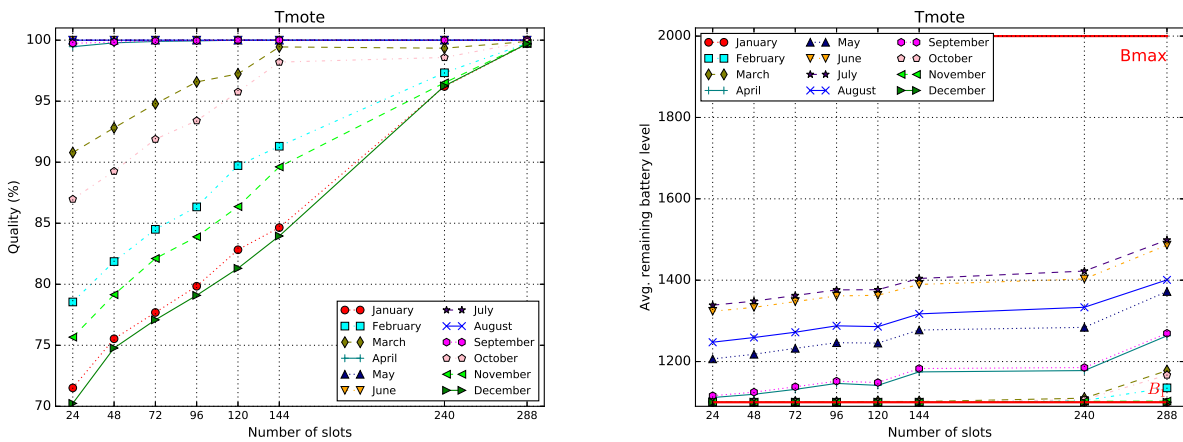 Tmote
Quality (%)
100
95
90
85
80
75
70
24 48 72 96 120 144 240 288
Number of slots
January July
February August
March September
April October
May November
June December
Tmote
Avg. remaining battery level
2000
1800
1600
1400
1200
24 48 72 96 120 144 240 288
Number of slots
January May September
February June October
March July November
April August December
Bmax
B